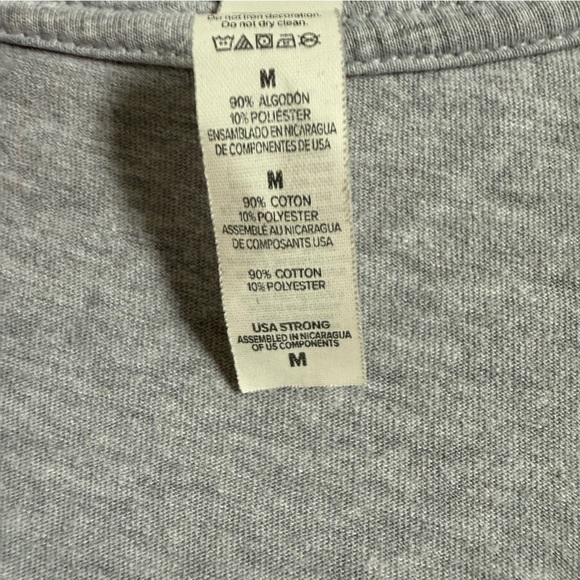 Do not iron decoration.
Do not dry clean.
M
90% ALGODÓN
10% POLIÉSTER
ENSAMBLADO EN NICARAGUA
DE COMPONENTES DE USA
M
90% COTON
10% POLYESTER
ASSEMBLÉ AU NICARAGUA
DE COMPOSANTS USA
90% COTTON
10% POLYESTER
USA STRONG
ASSEMBLED IN NICARAGUA
OF US COMPONENTS
M